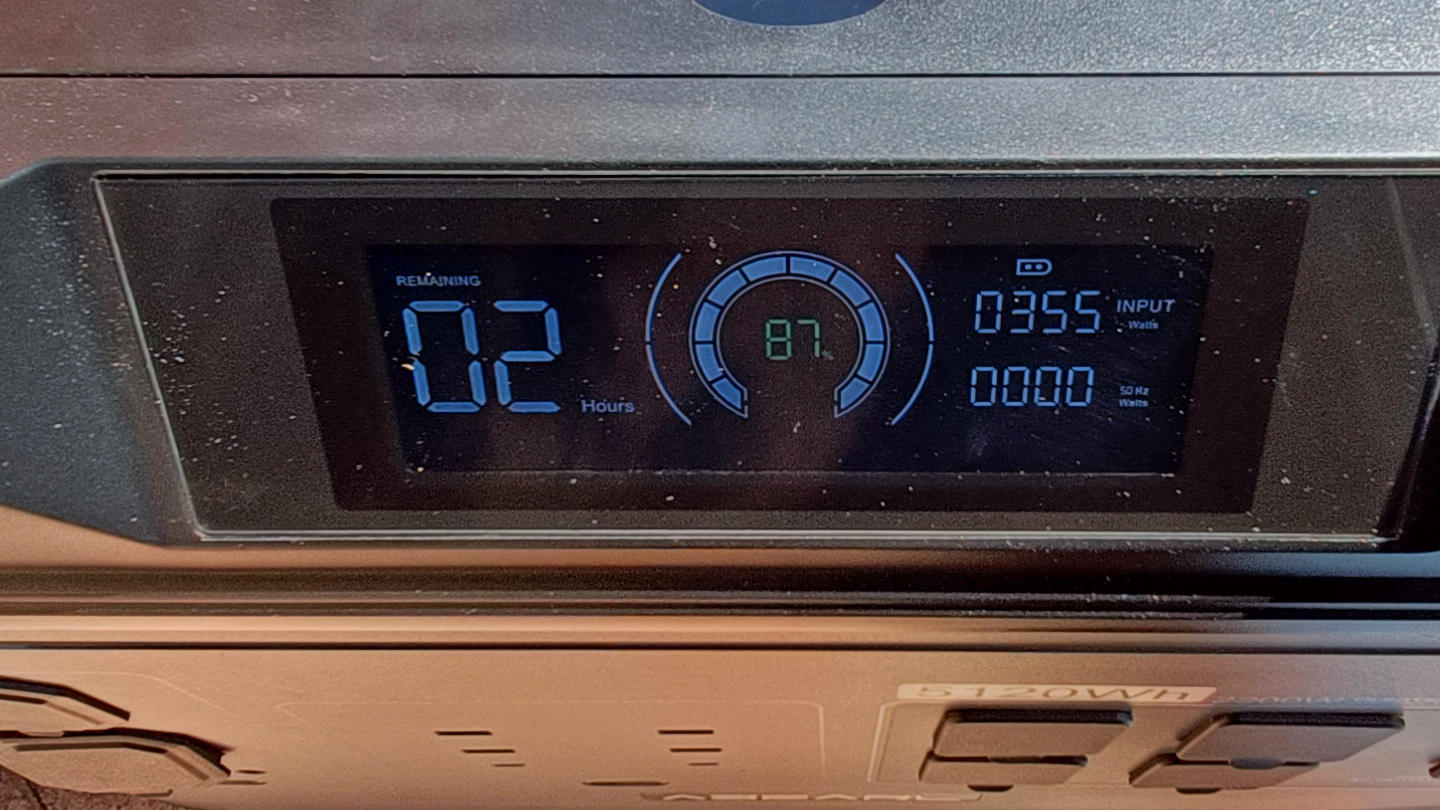 REMAINING
02 Hours
87%
0355 INPUT
Watts
0000 50 Hz
Watts
5120Wh